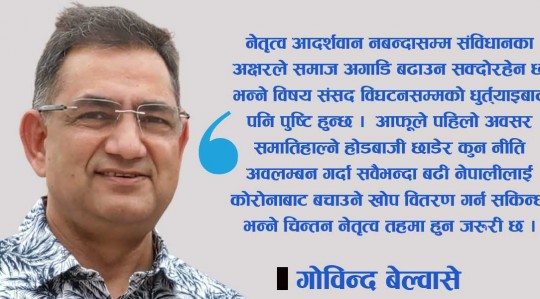 नेतृत्व आदर्शवान नबन्दासम्म संविधानका
अक्षरले समाज अगाडि बढाउन सक्दोरहेन छ
भन्ने विषय संसद विघटनसम्मको धुर्त्याइबाट
पनि पुष्टि हुन्छ । आफूले पहिलो अवसर
समातिहाल्ने होडबाजी छाडेर कुन नीति
अवलम्बन गर्दा सवैभन्दा बढी नेपालीलाई
कोरोनाबाट बचाउने खोप वितरण गर्न सकिन्छ
भन्ने चिन्तन नेतृत्व तहमा हुन जरुरी छ ।
गोविन्द बेल्वासे